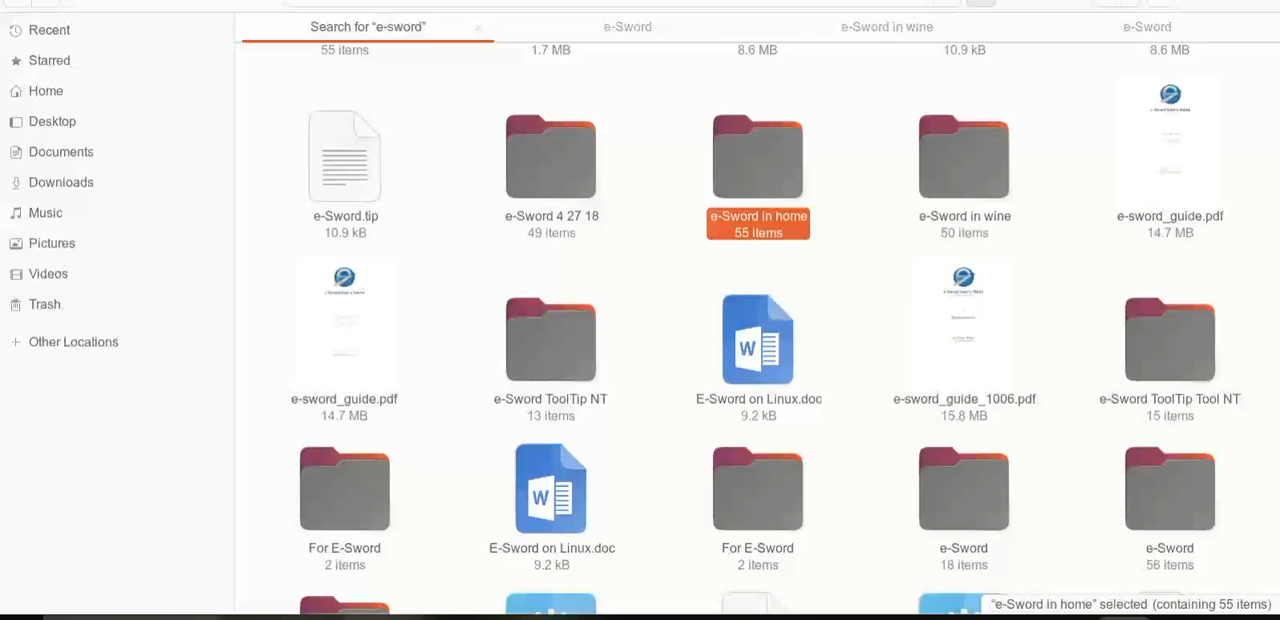 Recent
Starred
Home
Desktop
Documents
Downloads
Music
Pictures
Videos
Trash
Other Locations
Search for “e-sword”
e-Sword
e-Sword in wine
e-Sword
55 items
1.7 MB
8.6 MB
10.9 kB
8.6 MB
e-Sword.tip
10.9 kB
e-Sword 4 27 18
49 items
e-Sword in home
55 items
e-Sword in wine
50 items
e-sword_guide.pdf
14.7 MB
e-sword_guide.pdf
14.7 MB
e-Sword ToolTip NT
13 items
W
E-Sword on Linux.doc
9.2 kB
e-sword_guide_1006.pdf
15.8 MB
e-Sword ToolTip Tool NT
15 items
For E-Sword
2 items
W
E-Sword on Linux.doc
9.2 kB
For E-Sword
2 items
e-Sword
18 items
e-Sword
56 items
“e-Sword in home” selected (containing 55 items)